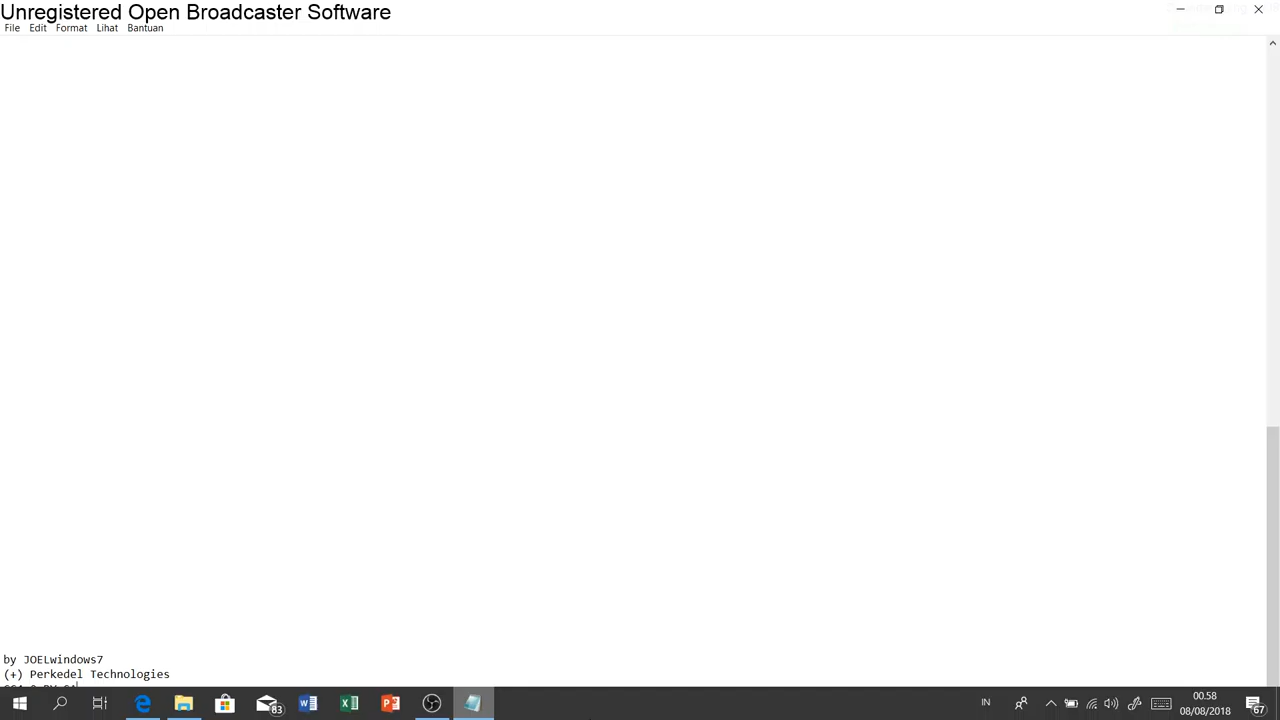 Unregistered Open Broadcaster Software
File Edit Format Lihat Bantuan
by JOELwindows7
(+) Perkedel Technologies
83
IN
00.58
08/08/2018
67